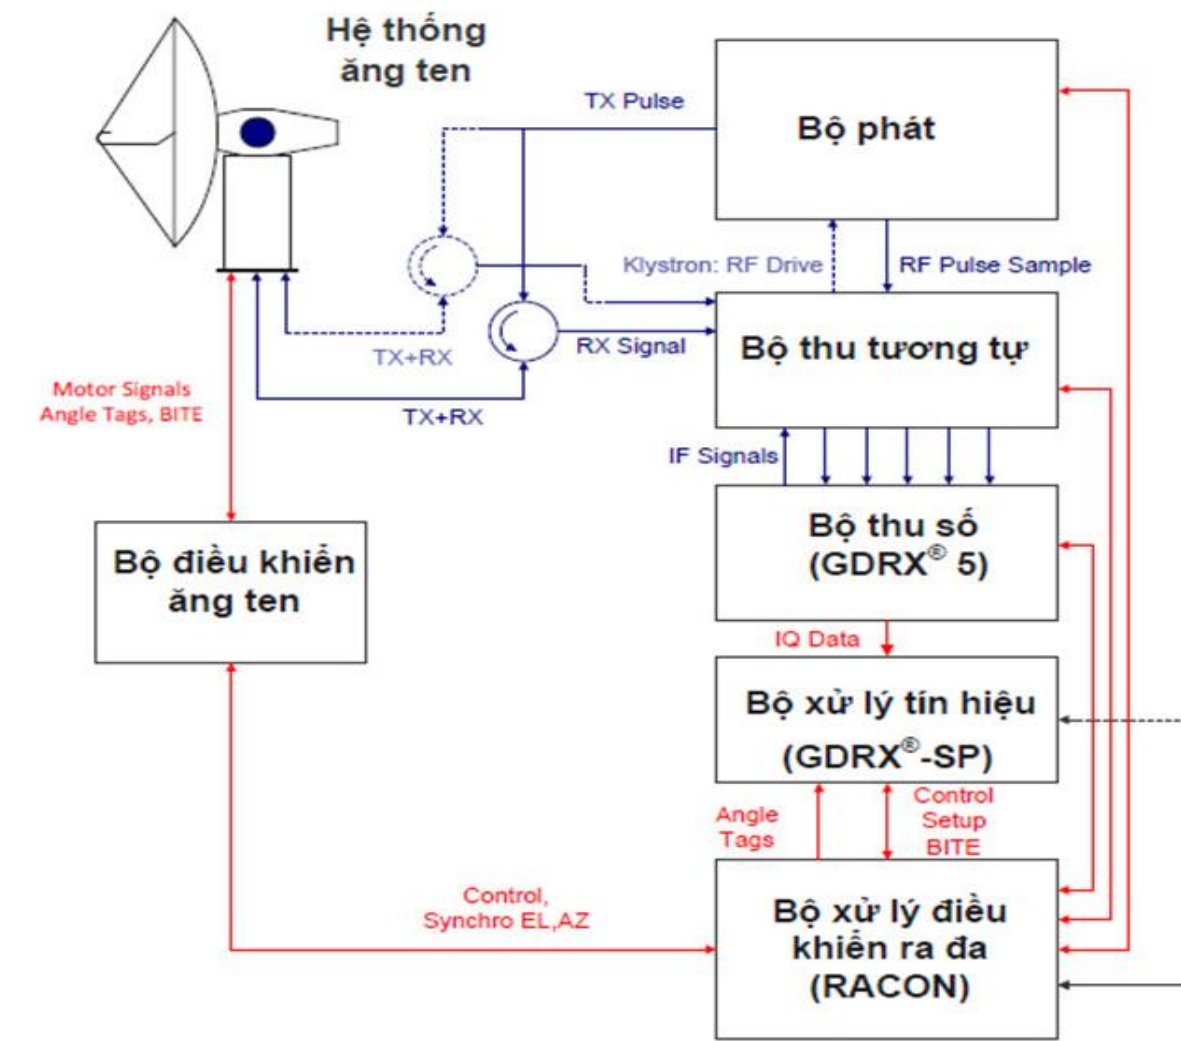 Hệ thống
ăng ten
TX Pulse
Bộ phát
Klystron: RF Drive
RF Pulse Sample
TX+RX
RX Signal
Bộ thu tương tự
Motor Signals
Angle Tags, BITE
TX+RX
IF Signals
Bộ thu số
(GDRX® 5)
Bộ điều khiển
ăng ten
IQ Data
Bộ xử lý tín hiệu
(GDRX®-SP)
Angle
Tags
Control
Setup
BITE
Control,
Synchro EL,AZ
Bộ xử lý điều
khiển ra đa
(RACON)